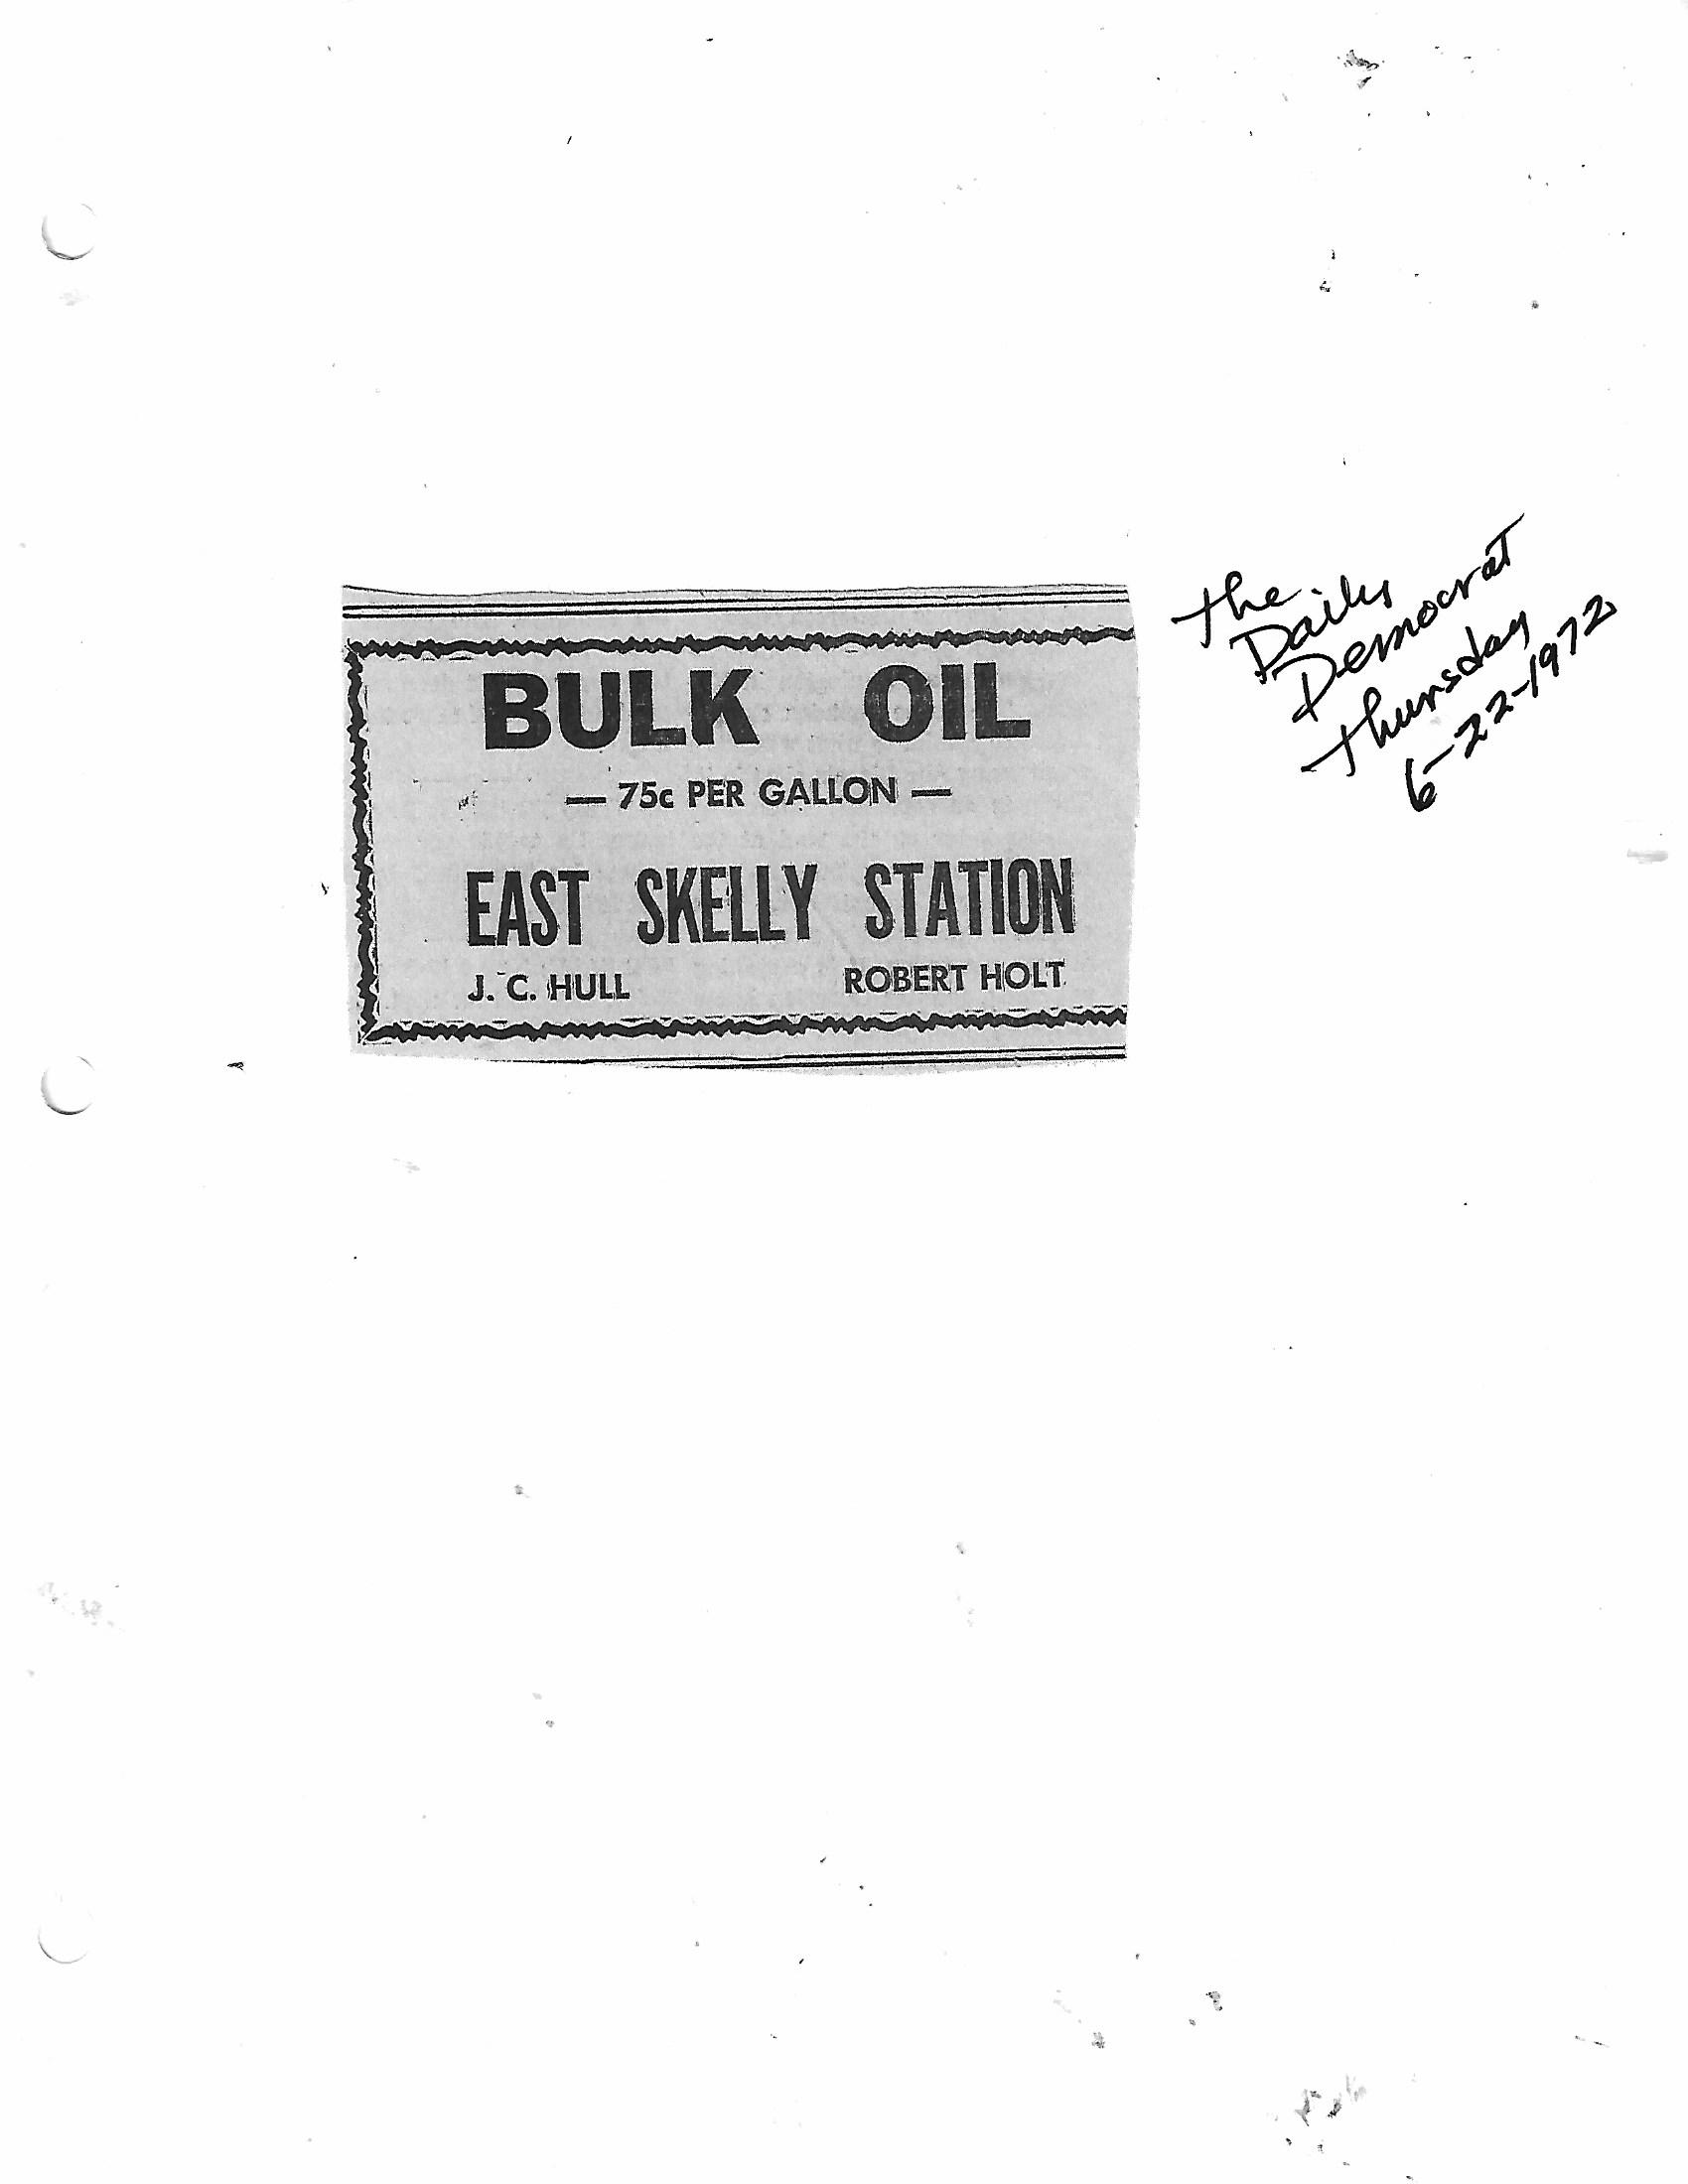 BULK OIL
— 75c PER GALLON —
EAST SKELLY STATION
J. C. HULL ROBERT HOLT
the
Daily
Democrat
thursday
6-22-1972